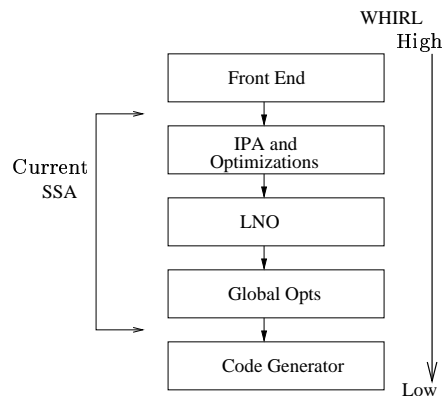 WHIRL
High
Front End
IPA and
Optimizations
Current
SSA
LNO
Global Opts
Code Generator
Low